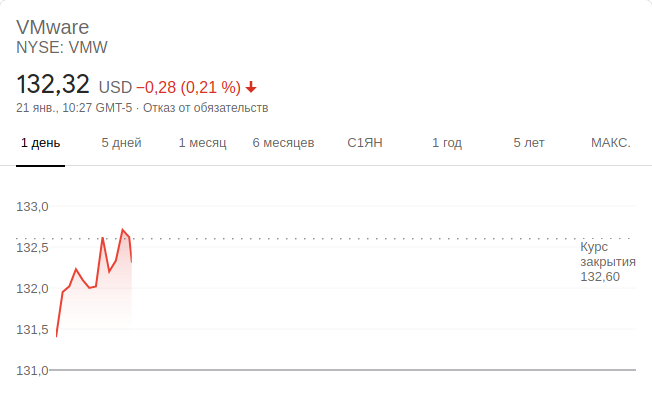 VMware
NYSE: VMW
132,32 USD −0,28 (0,21 %)
21 янв., 10:27 GMT-5 · Отказ от обязательств
1 день 5 дней 1 месяц 6 месяцев С1ЯН 1 год 5 лет МАКС.
133,0
132,5
132,0
131,5
131,0
Курс
закрытия
132,60